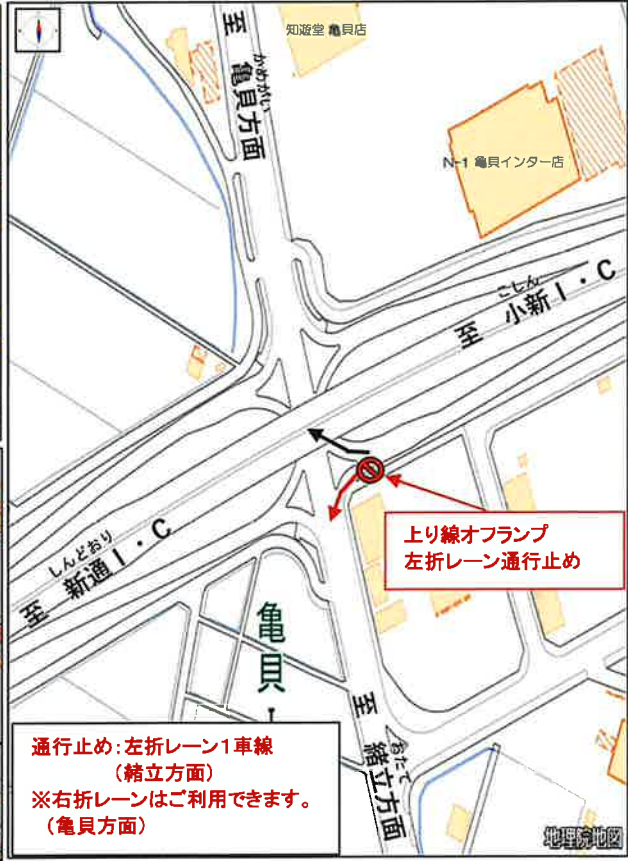 知遊堂 亀貝店
かめがい
至 亀貝方面
N-1 亀貝インター店
こしん
至 小新I・C
上り線オフランプ
左折レーン通行止め
しんどおり
至 新通I・C
亀貝I
おたて
至 緒立方面
通行止め:左折レーン1車線
(緒立方面)
※右折レーンはご利用できます。
(亀貝方面)
地理院地図